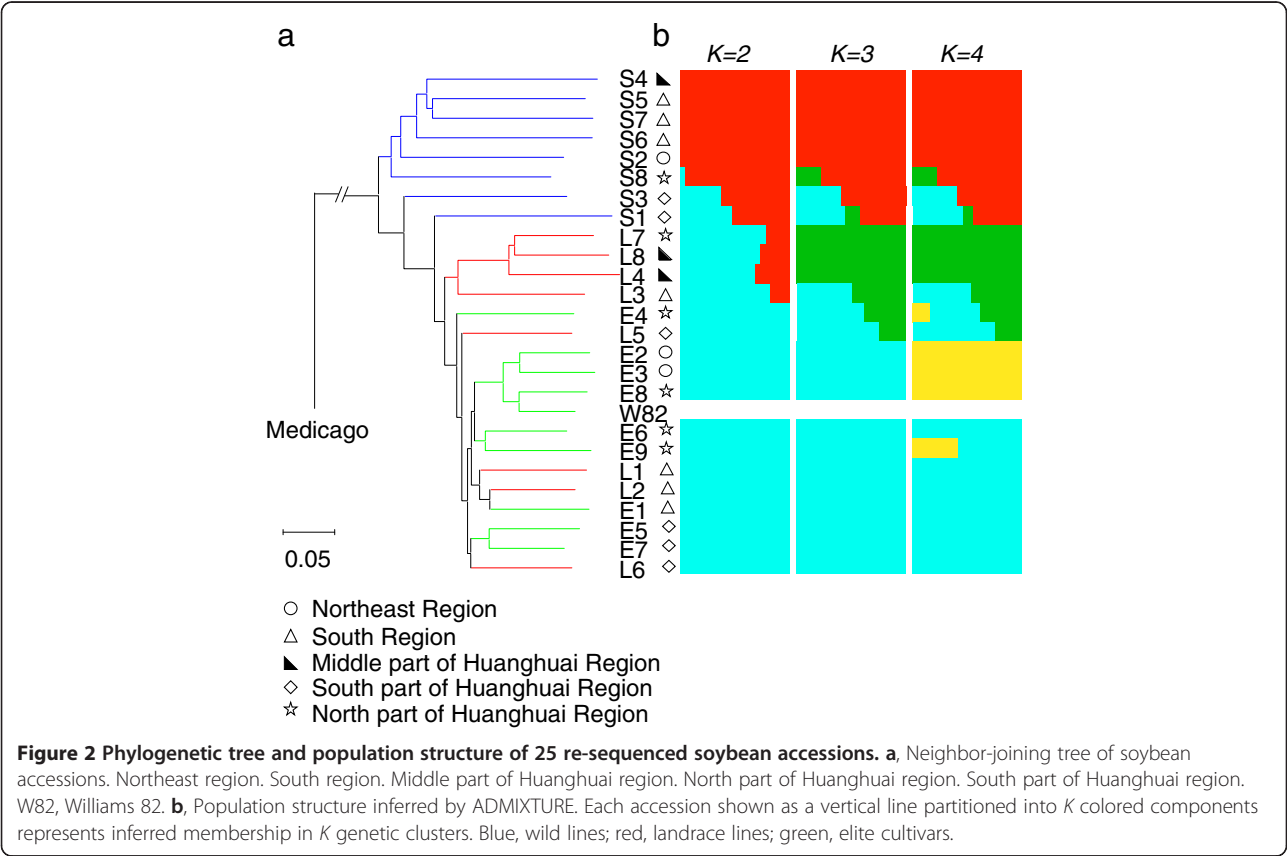 a
b
K=2 K=3 K=4
S4
S5
S7
S6
S2
S8
S3
S1
L7
L8
L4
L3
E4
L5
E2
E3
E8
W82
E6
E9
L1
L2
E1
E5
E7
L6
Medicago
0.05
Northeast Region
South Region
Middle part of Huanghuai Region
South part of Huanghuai Region
North part of Huanghuai Region
Figure 2 Phylogenetic tree and population structure of 25 re-sequenced soybean accessions. a, Neighbor-joining tree of soybean
accessions. Northeast region. South region. Middle part of Huanghuai region. North part of Huanghuai region. South part of Huanghuai region.
W82, Williams 82. b, Population structure inferred by ADMIXTURE. Each accession shown as a vertical line partitioned into K colored components
represents inferred membership in K genetic clusters. Blue, wild lines; red, landrace lines; green, elite cultivars.